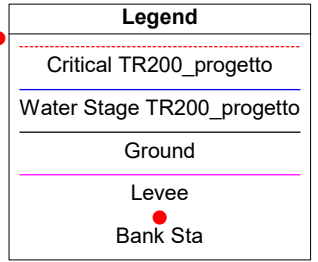 Legend
Critical TR200_progetto
Water Stage TR200_progetto
Ground
Levee
Bank Sta